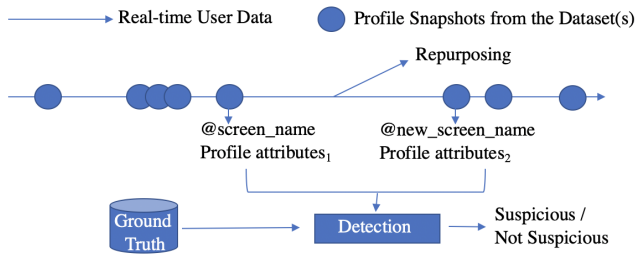 Real-time User Data
Profile Snapshots from the Dataset(s)
Repurposing
@screen_name
Profile attributes₁
@new_screen_name
Profile attributes₂
Ground
Truth
Detection
Suspicious /
Not Suspicious